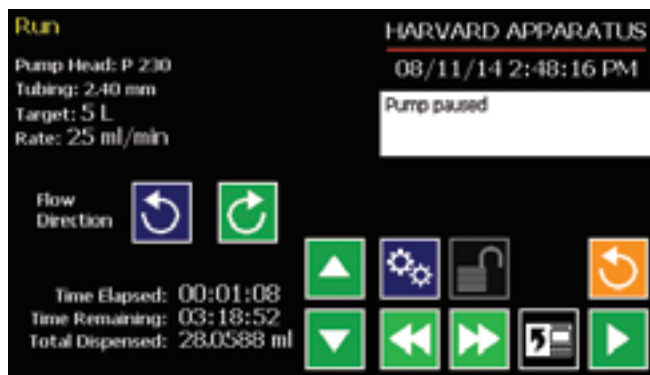 Run
HARVARD APPARATUS
08/11/14 2:48:16 PM
Pump Head: P 230
Tubing: 2.40 mm
Target: 5 L
Rate: 25 ml/min
Pump paused
Flow
Direction
Time Elapsed: 00:01:08
Time Remaining: 03:18:52
Total Dispensed: 28.0588 ml